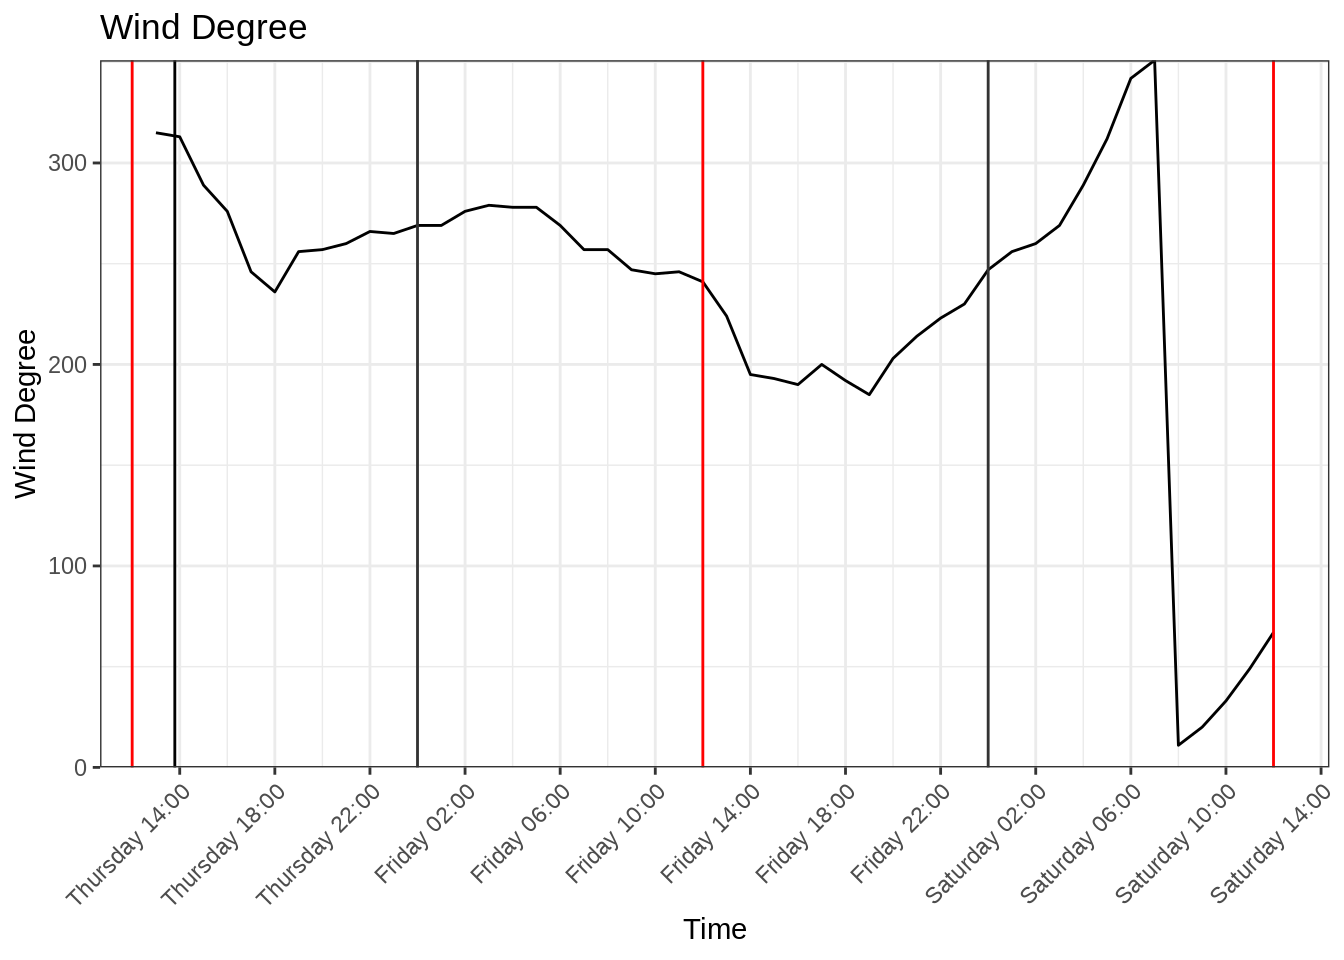 Wind Degree
Wind Degree
300
200
100
0
Thursday 14:00
Thursday 18:00
Thursday 22:00
Friday 02:00
Friday 06:00
Friday 10:00
Friday 14:00
Friday 18:00
Friday 22:00
Saturday 02:00
Saturday 06:00
Saturday 10:00
Saturday 14:00
Time